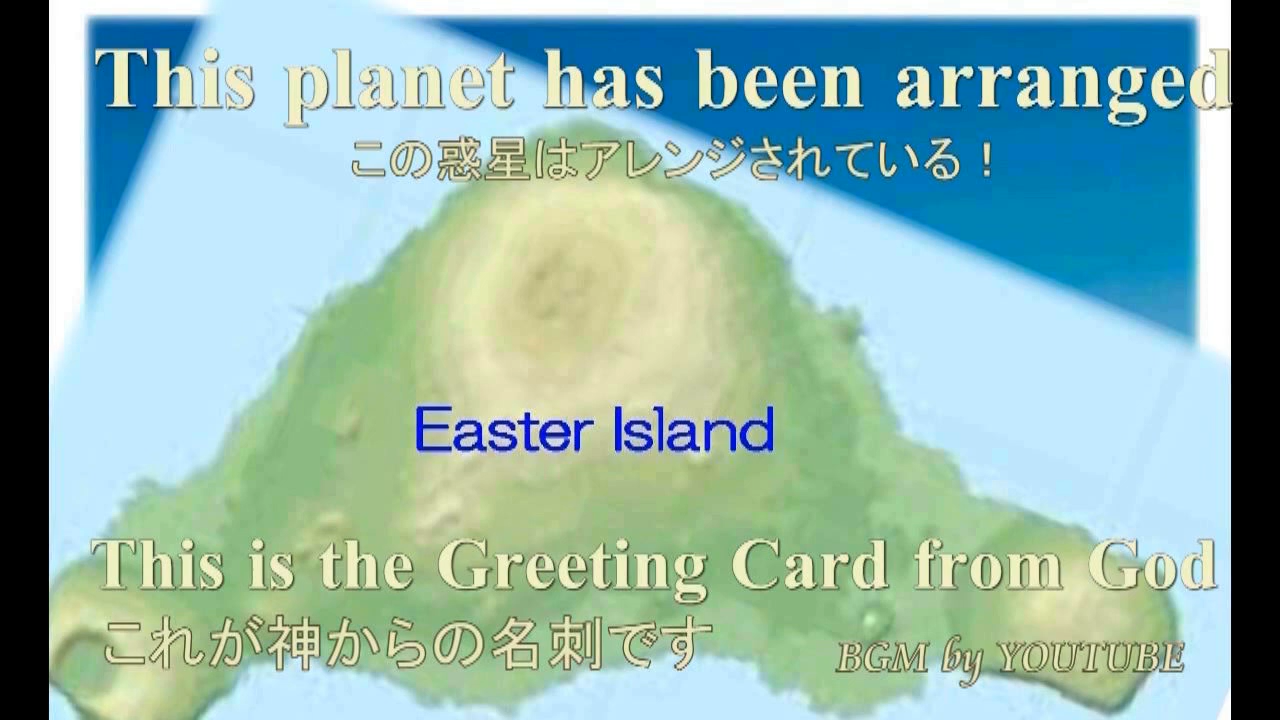 This planet has been arranged
この惑星はアレンジされている！
Easter Island
This is the Greeting Card from God
これが神からの名刺です
BGM by YOUTUBE